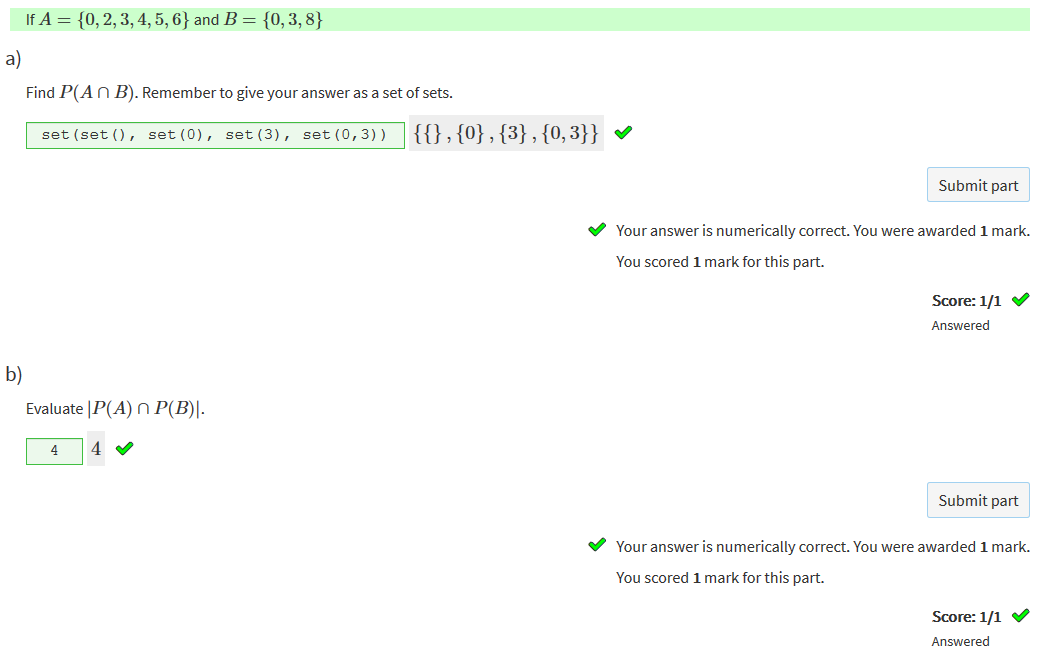 If A = {0, 2, 3, 4, 5, 6} and B = {0, 3, 8}
a)
Find P(A ∩ B). Remember to give your answer as a set of sets.
set(set(), set(0), set(3), set(0,3)) {{} , {0} , {3} , {0, 3}}
Submit part
Your answer is numerically correct. You were awarded 1 mark.
You scored 1 mark for this part.
Score: 1/1
Answered
b)
Evaluate |P(A) ∩ P(B)|.
4 4
Submit part
Your answer is numerically correct. You were awarded 1 mark.
You scored 1 mark for this part.
Score: 1/1
Answered